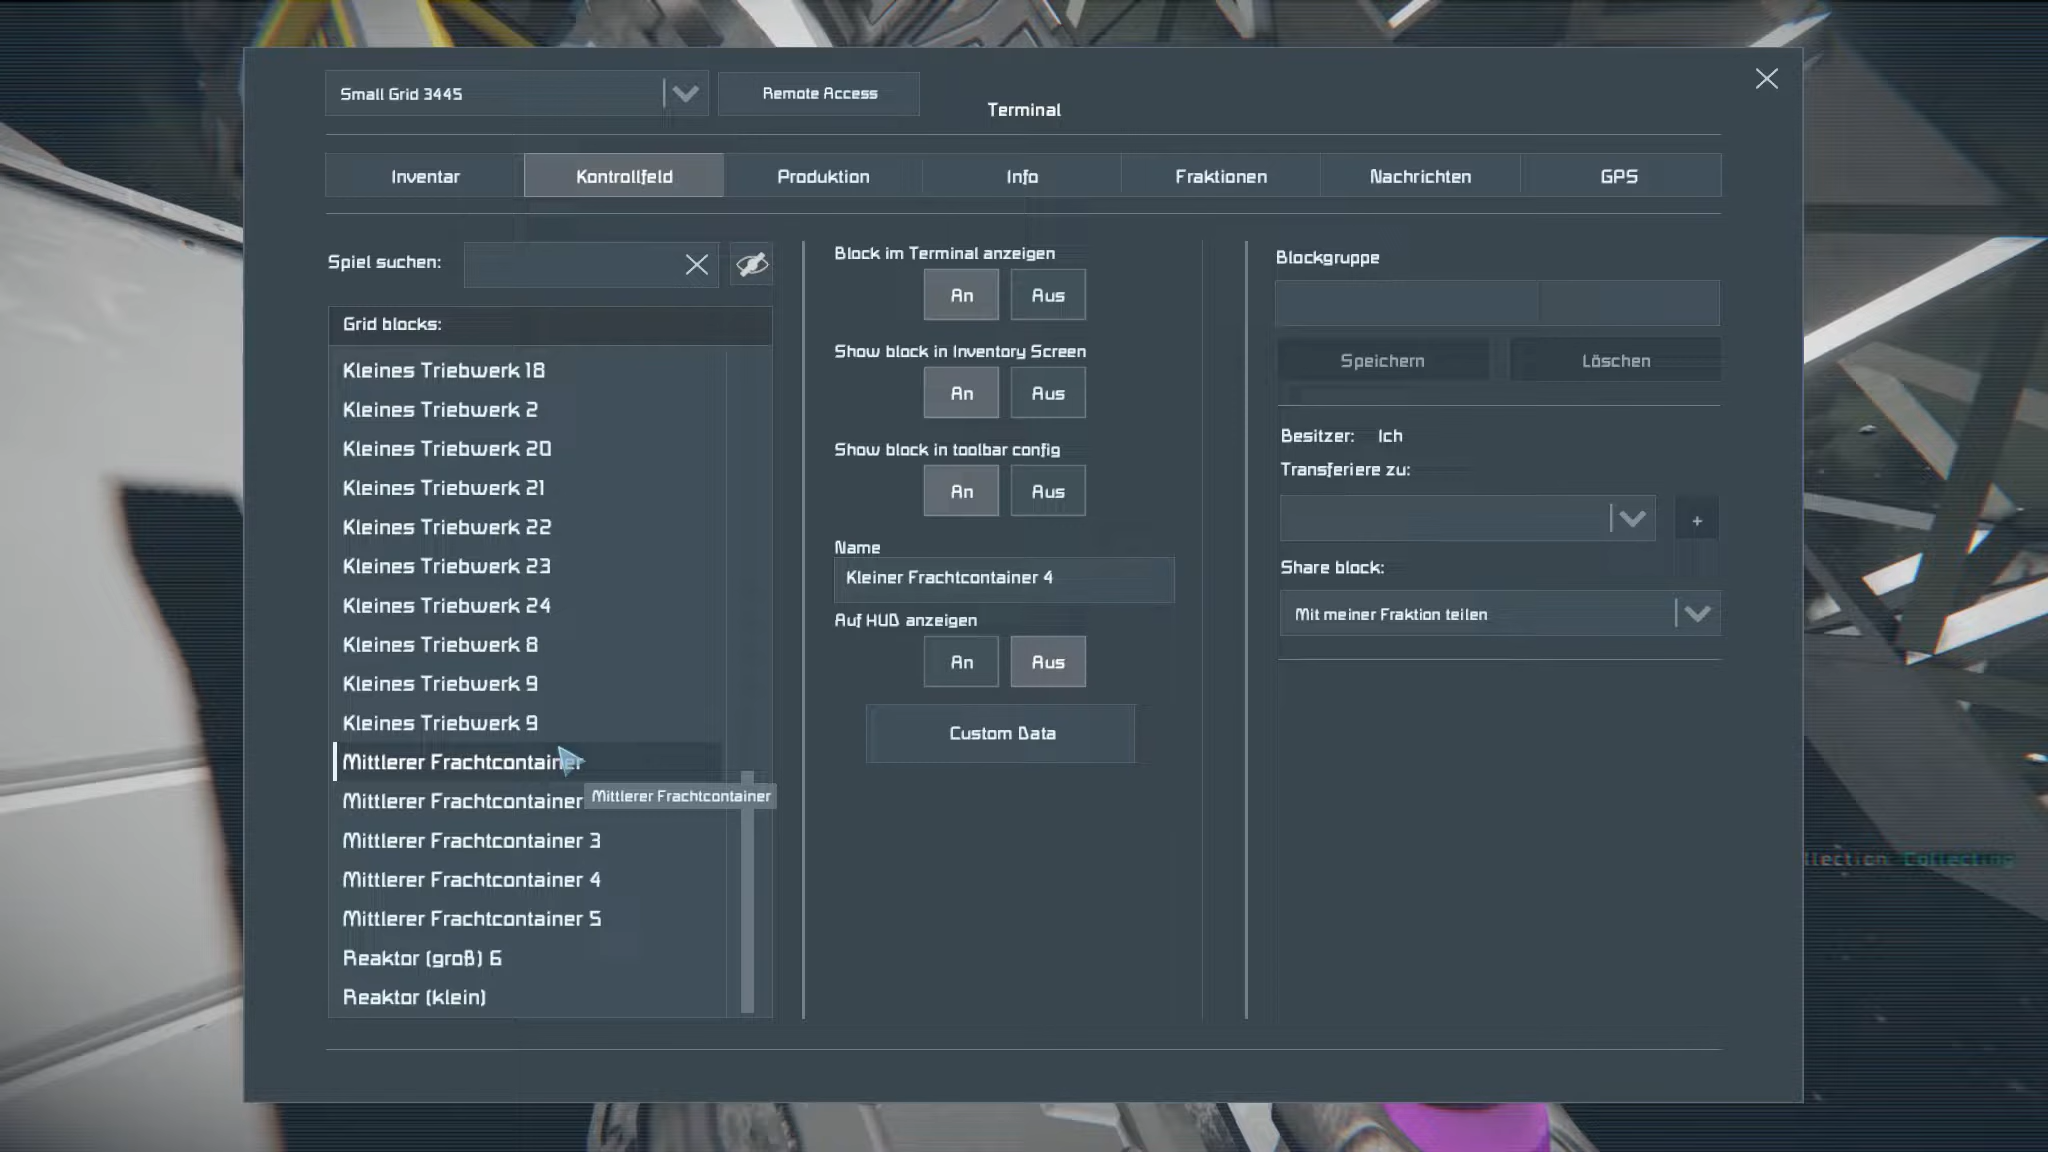 Small Grid 3445
Remote Access
Terminal
Inventar
Kontrollfeld
Produktion
Info
Fraktionen
Nachrichten
GPS
Spiel suchen:
Grid blocks:
Kleines Triebwerk 18
Kleines Triebwerk 2
Kleines Triebwerk 20
Kleines Triebwerk 21
Kleines Triebwerk 22
Kleines Triebwerk 23
Kleines Triebwerk 24
Kleines Triebwerk 8
Kleines Triebwerk 9
Kleines Triebwerk 9
Mittlerer Frachtcontainer
Mittlerer Frachtcontainer
Mittlerer Frachtcontainer
Mittlerer Frachtcontainer 3
Mittlerer Frachtcontainer 4
Mittlerer Frachtcontainer 5
Reaktor (groß) 6
Reaktor (klein)
Block im Terminal anzeigen
An Aus
Show block in Inventory Screen
An Aus
Show block in toolbar config
An Aus
Name
Kleiner Frachtcontainer 4
Auf HUD anzeigen
An Aus
Custom Data
Blockgruppe
Speichern
Löschen
Besitzer: Ich
Transferiere zu:
+
Share block:
Mit meiner Fraktion teilen
Collecting